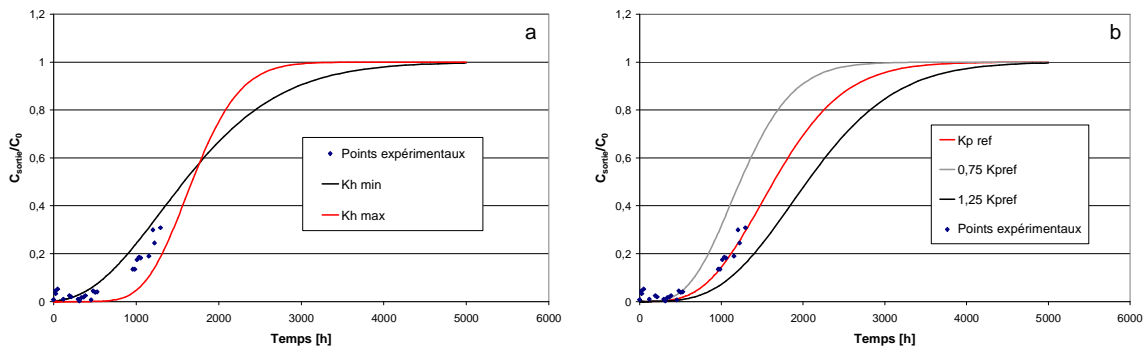 a
1,2
1
0,8
0,6
0,4
0,2
0
C_sortie/C_0
Points expérimentaux
Kh min
Kh max
0 1000 2000 3000 4000 5000 6000
Temps [h]
b
1,2
1
0,8
0,6
0,4
0,2
0
C_sortie/C_0
Kp ref
0,75 Kpref
1,25 Kpref
Points expérimentaux
0 1000 2000 3000 4000 5000 6000
Temps [h]